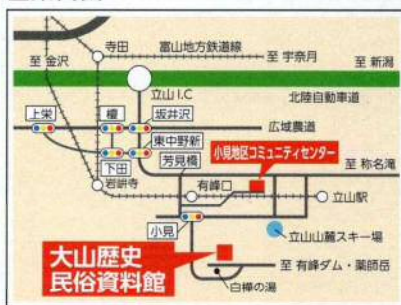 寺田
富山地方鉄道線
至 宇奈月
至 金沢
至 新潟
立山 I.C
北陸自動車道
上栄
檀
坂井沢
広域農道
東中野新
下田
芳見橋
小見地区コミュニティセンター
至 称名滝
岩峅寺
有峰口
立山駅
小見
立山山麓スキー場
大山歴史
民俗資料館
至 有峰ダム・薬師岳
白樺の湯